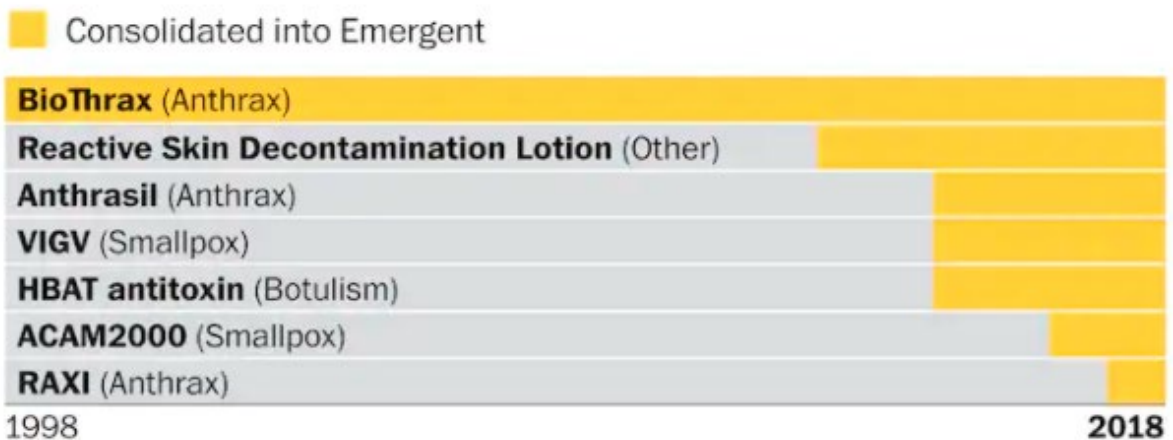 Consolidated into Emergent
BioThrax (Anthrax)
Reactive Skin Decontamination Lotion (Other)
Anthrasil (Anthrax)
VIGV (Smallpox)
HBAT antitoxin (Botulism)
ACAM2000 (Smallpox)
RAXI (Anthrax)
1998 2018